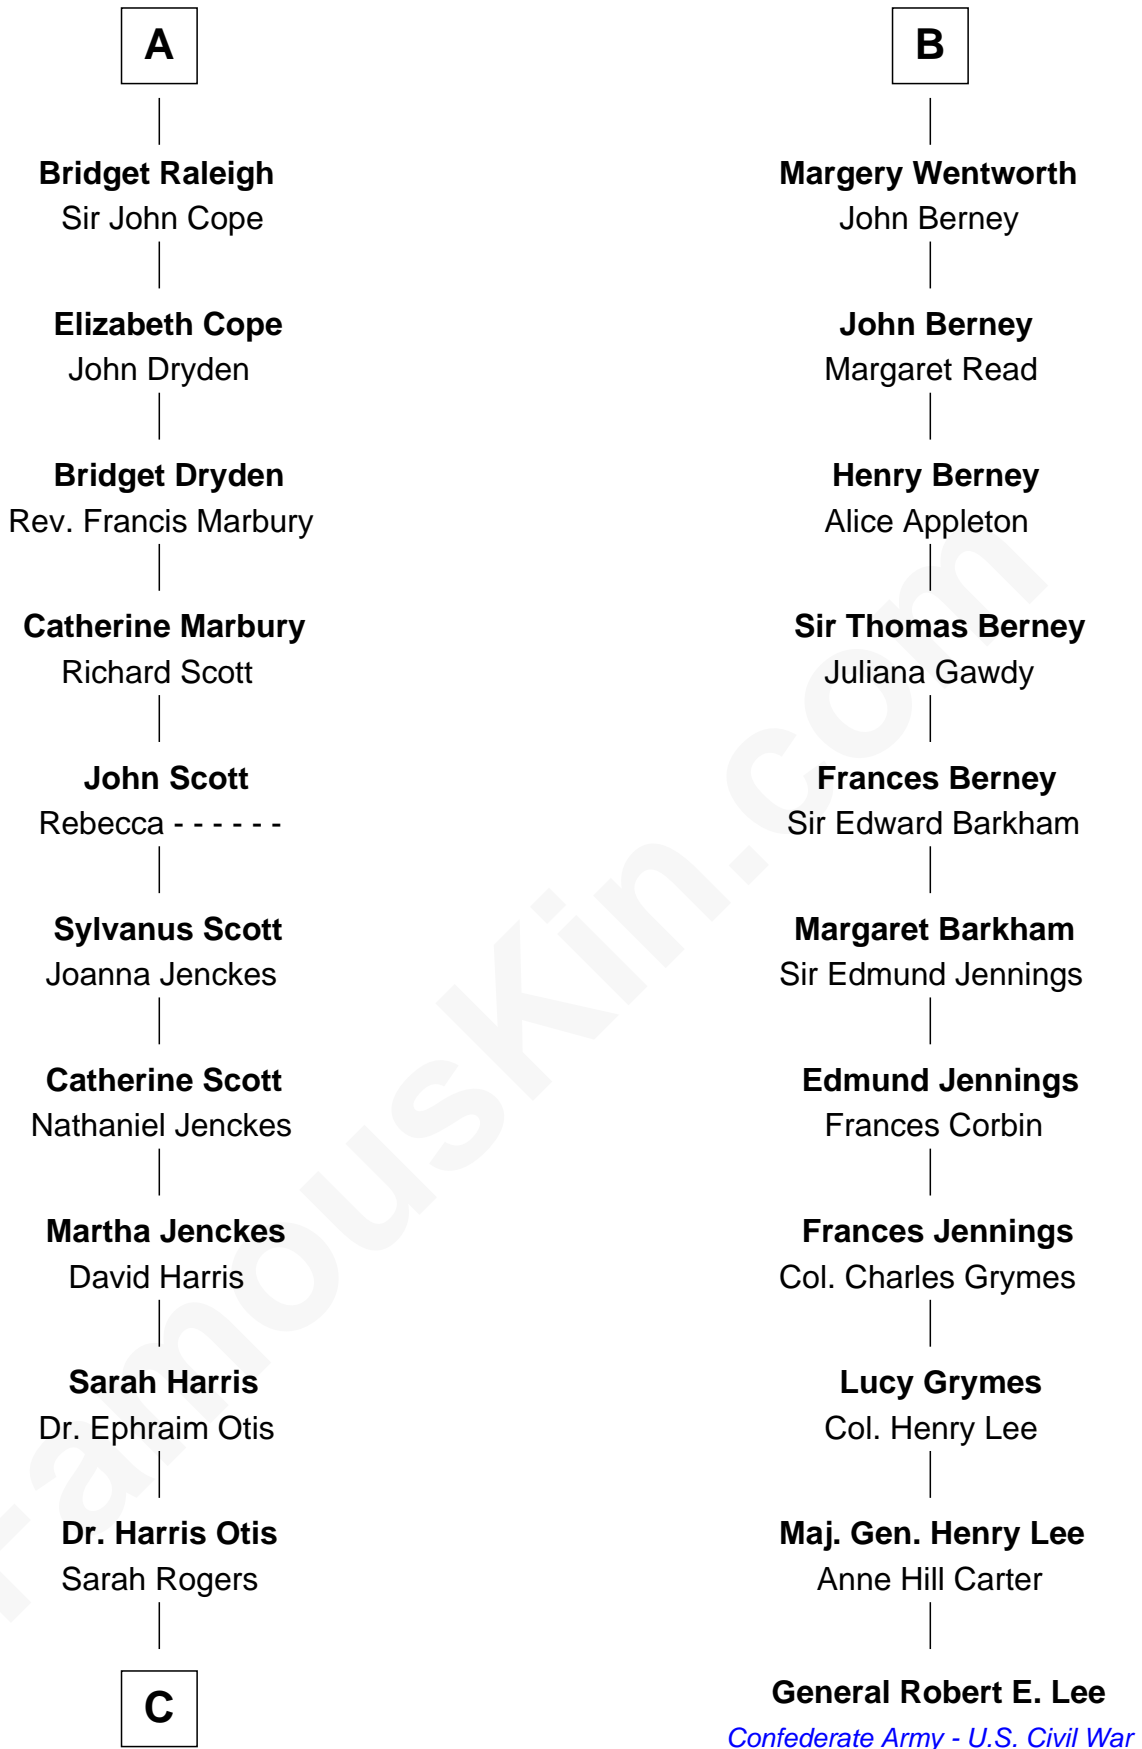 A
Bridget Raleigh
Sir John Cope
Elizabeth Cope
John Dryden
Bridget Dryden
Rev. Francis Marbury
Catherine Marbury
Richard Scott
John Scott
Rebecca - - - - - -
Sylvanus Scott
Joanna Jenckes
Catherine Scott
Nathaniel Jenckes
Martha Jenckes
David Harris
Sarah Harris
Dr. Ephraim Otis
Dr. Harris Otis
Sarah Rogers
C
B
Margery Wentworth
John Berney
John Berney
Margaret Read
Henry Berney
Alice Appleton
Sir Thomas Berney
Juliana Gawdy
Frances Berney
Sir Edward Barkham
Margaret Barkham
Sir Edmund Jennings
Edmund Jennings
Frances Corbin
Frances Jennings
Col. Charles Grymes
Lucy Grymes
Col. Henry Lee
Maj. Gen. Henry Lee
Anne Hill Carter
General Robert E. Lee
Confederate Army - U.S. Civil War
FamousKin.com